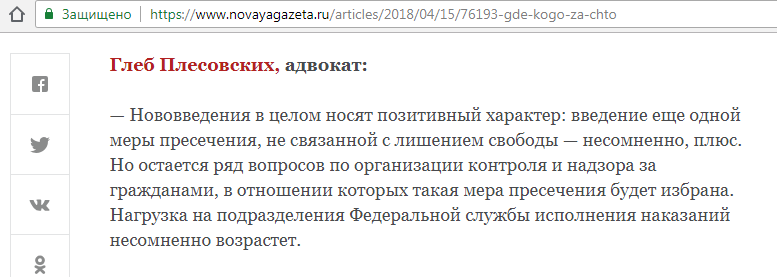 Защищено https://www.novayagazeta.ru/articles/2018/04/15/76193-gde-kogo-za-chto
Глеб Плесовских, адвокат:
— Нововведения в целом носят позитивный характер: введение еще одной
меры пресечения, не связанной с лишением свободы — несомненно, плюс.
Но остается ряд вопросов по организации контроля и надзора за
гражданами, в отношении которых такая мера пресечения будет избрана.
Нагрузка на подразделения Федеральной службы исполнения наказаний
несомненно возрастет.